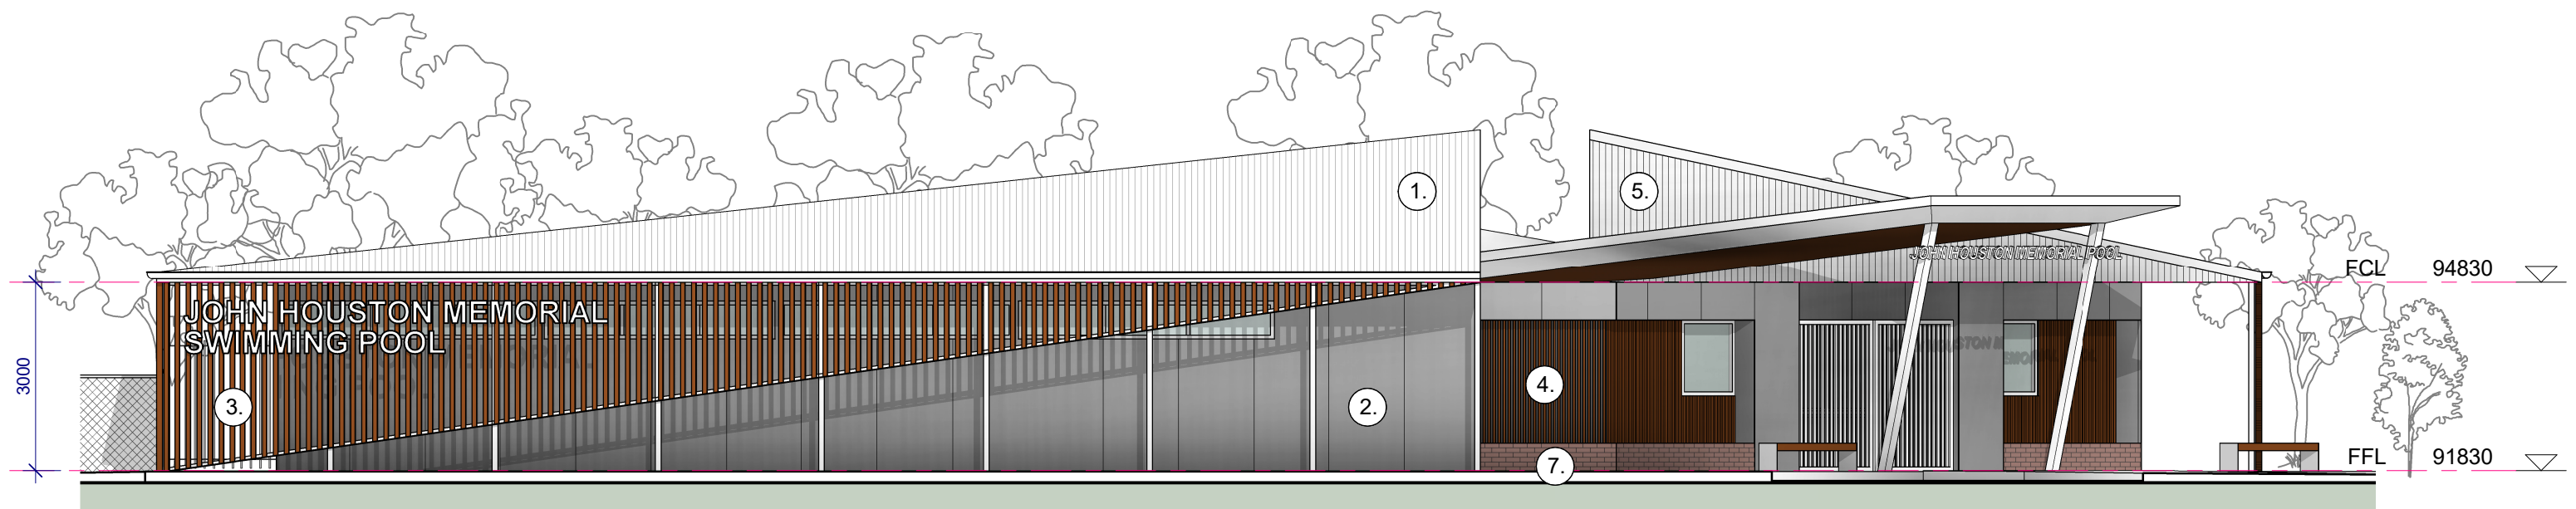 1.
5.
JOHN HOUSTON MEMORIAL POOL
FCL 94830
JOHN HOUSTON MEMORIAL
SWIMMING POOL
3000
3.
2.
4.
7.
FFL 91830